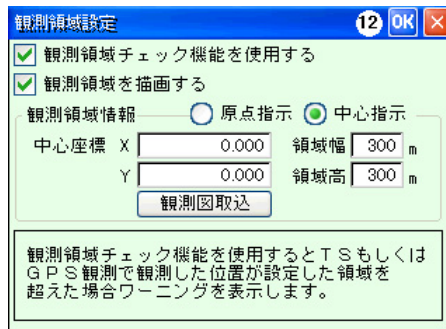 観測領域設定 12 OK
観測領域チェック機能を使用する
観測領域を描画する
観測領域情報 原点指示 中心指示
中心座標 X 0.000 領域幅 300 m
Y 0.000 領域高 300 m
観測図取込
観測領域チェック機能を使用するとTSもしくは
GPS観測で観測した位置が設定した領域を
超えた場合ワーニングを表示します。